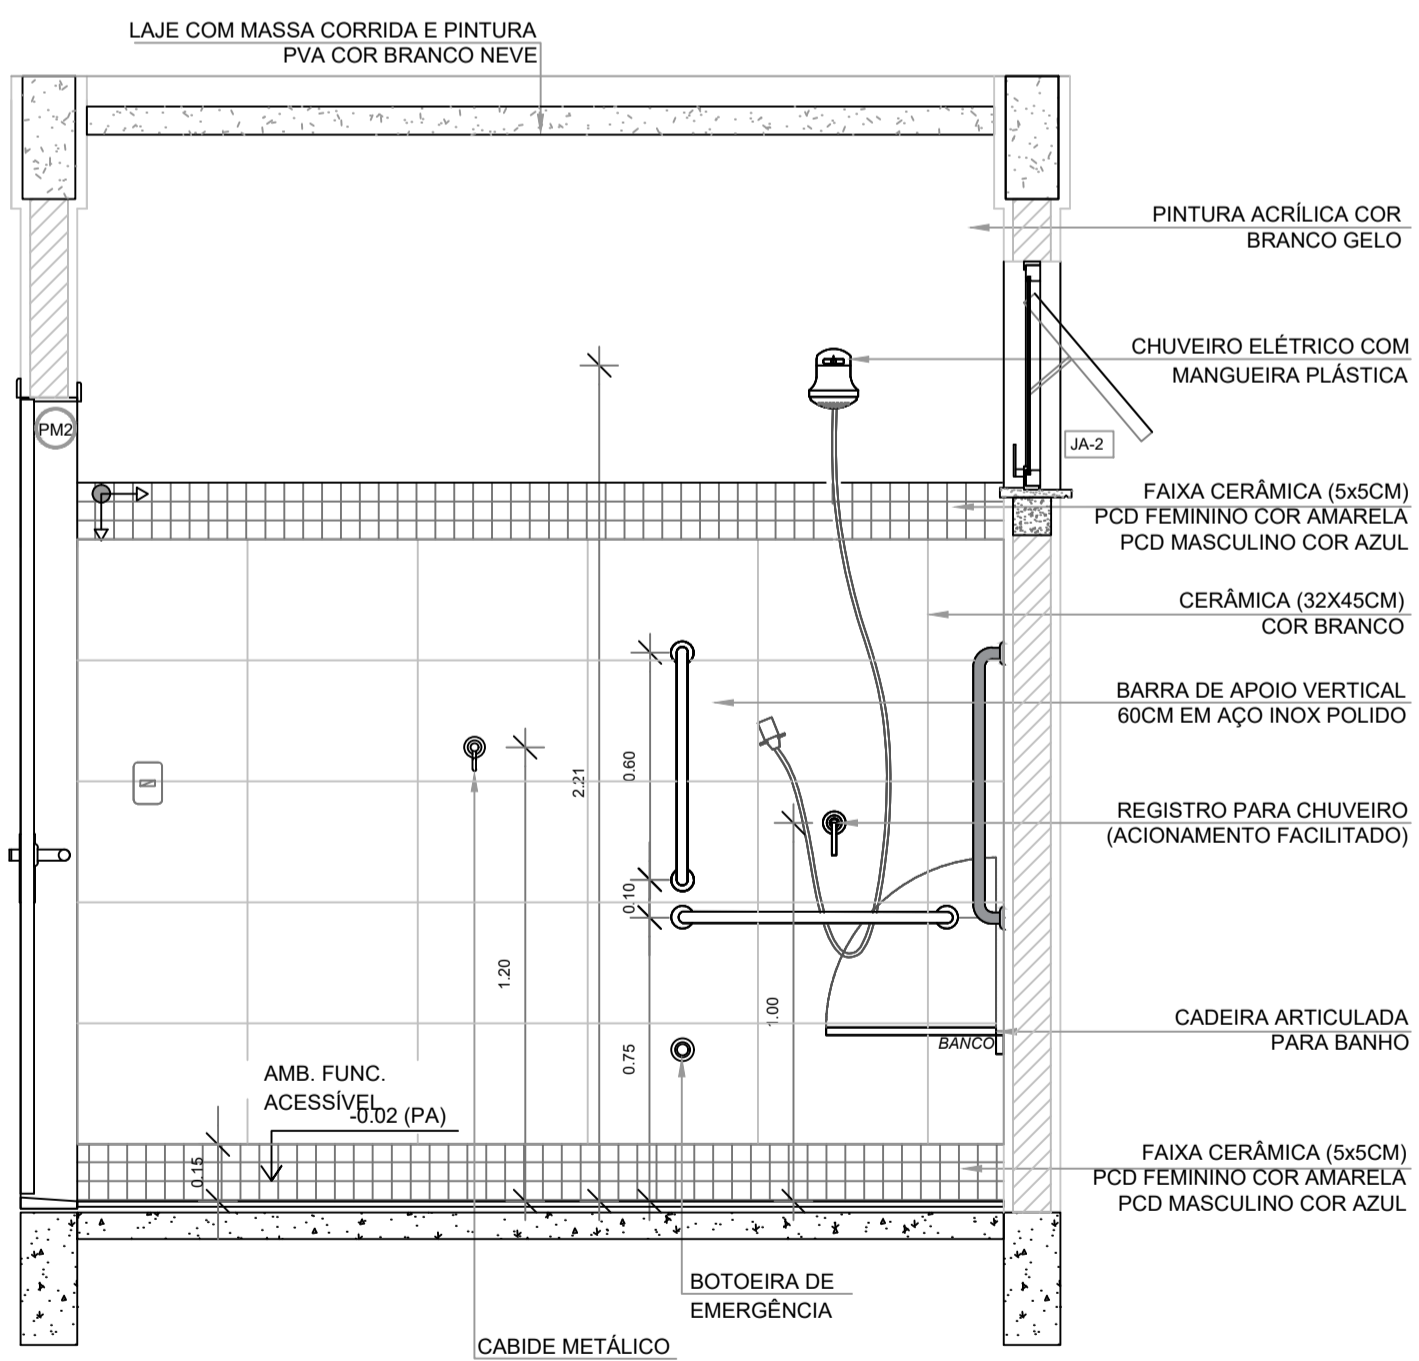 LAJE COM MASSA CORRIDA E PINTURA
PVA COR BRANCO NEVE
PINTURA ACRÍLICA COR
BRANCO GELO
CHUVEIRO ELÉTRICO COM
MANGUEIRA PLÁSTICA
PM2
JA-2
FAIXA CERÂMICA (5x5CM)
PCD FEMININO COR AMARELA
PCD MASCULINO COR AZUL
CERÂMICA (32X45CM)
COR BRANCO
BARRA DE APOIO VERTICAL
60CM EM AÇO INOX POLIDO
2.21
0.60
REGISTRO PARA CHUVEIRO
(ACIONAMENTO FACILITADO)
0.10
1.20
1.00
0.75
CADEIRA ARTICULADA
PARA BANHO
BANCO
AMB. FUNC.
ACESSÍVEL
-0.02 (PA)
0.15
FAIXA CERÂMICA (5x5CM)
PCD FEMININO COR AMARELA
PCD MASCULINO COR AZUL
BOTOEIRA DE
EMERGÊNCIA
CABIDE METÁLICO